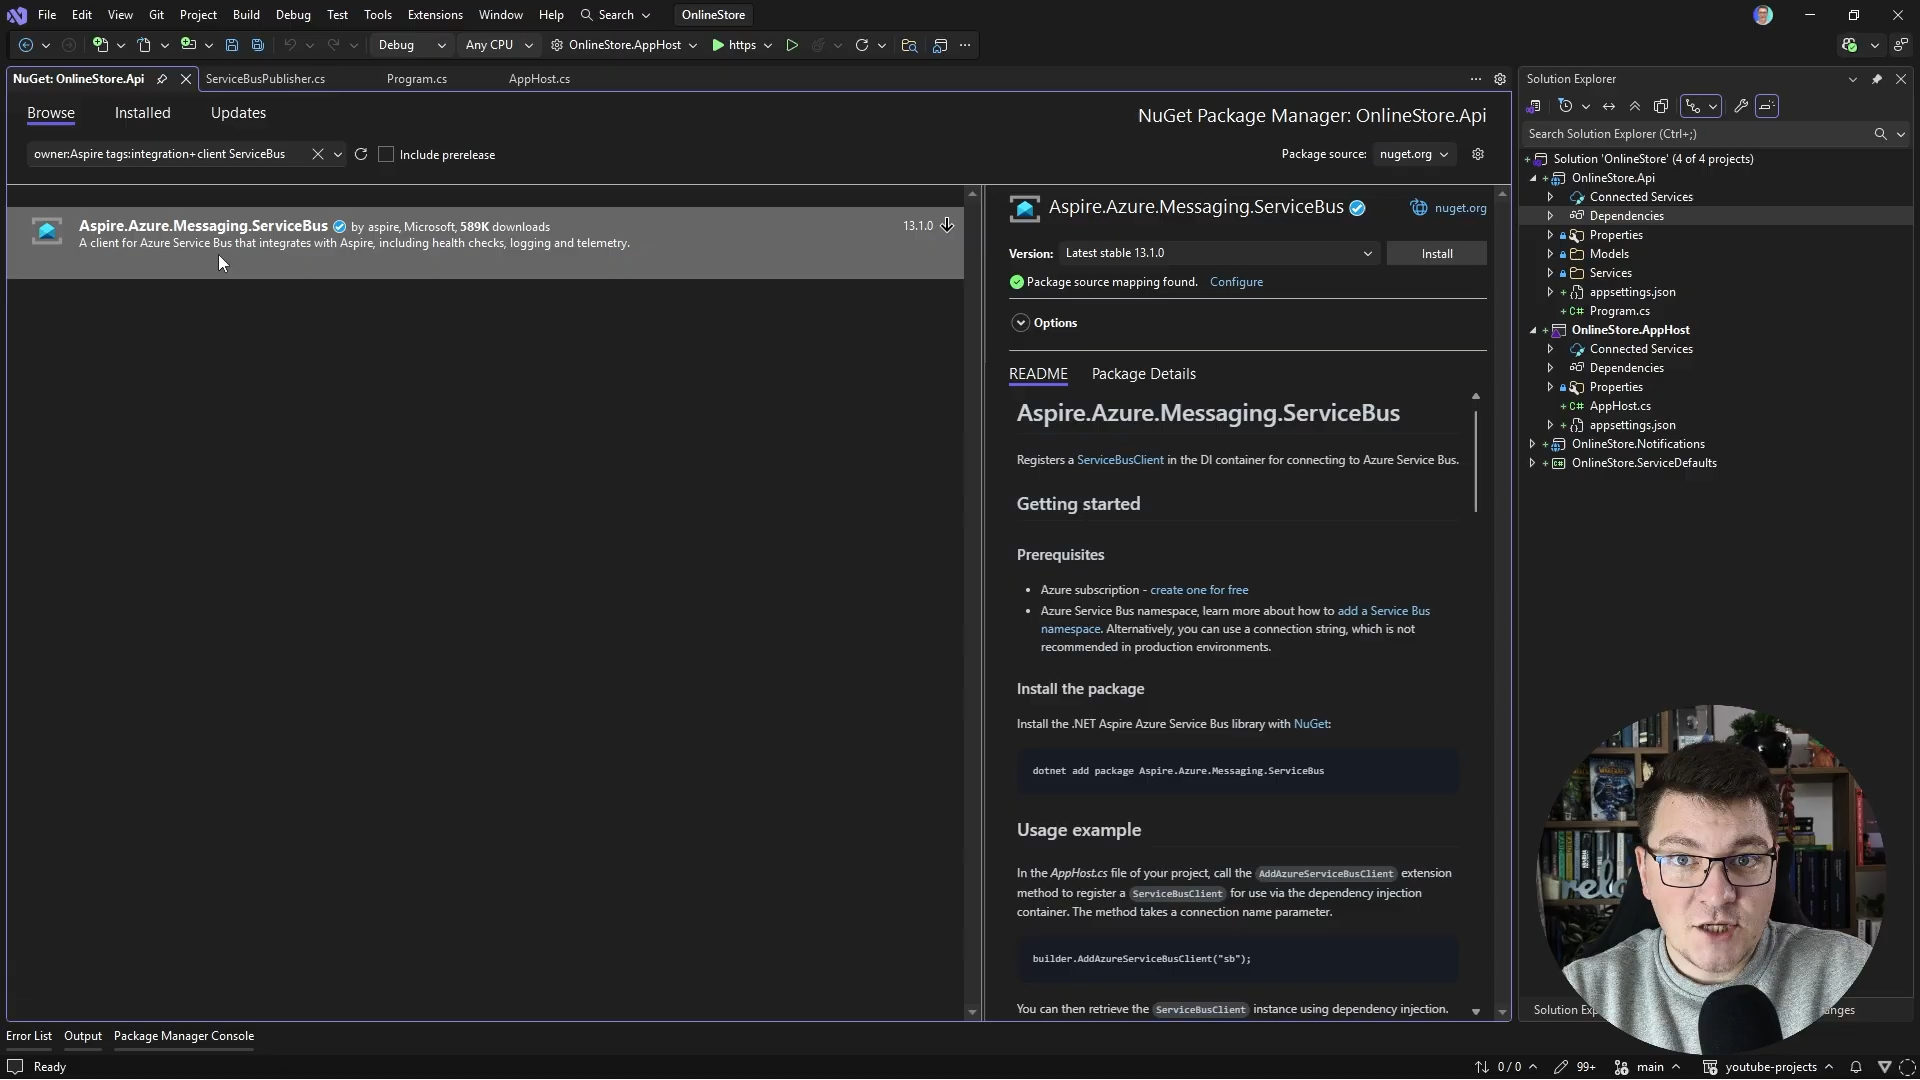 File Edit View Git Project Build Debug Test Tools Extensions Window Help Search OnlineStore
Debug Any CPU OnlineStore.AppHost https
NuGet: OnlineStore.Api ServiceBusPublisher.cs Program.cs AppHost.cs
Browse Installed Updates
NuGet Package Manager: OnlineStore.Api
owner:Aspire tags:integration+client ServiceBus Include prerelease
Package source: nuget.org
Aspire.Azure.Messaging.ServiceBus by aspire, Microsoft, 589K downloads 13.1.0
A client for Azure Service Bus that integrates with Aspire, including health checks, logging and telemetry.
Aspire.Azure.Messaging.ServiceBus nuget.org
Version: Latest stable 13.1.0 Install
Package source mapping found. Configure
Options
README Package Details
Aspire.Azure.Messaging.ServiceBus
Registers a ServiceBusClient in the DI container for connecting to Azure Service Bus.
Getting started
Prerequisites
• Azure subscription - create one for free
• Azure Service Bus namespace, learn more about how to add a Service Bus
namespace. Alternatively, you can use a connection string, which is not
recommended in production environments.
Install the package
Install the .NET Aspire Azure Service Bus library with NuGet:
dotnet add package Aspire.Azure.Messaging.ServiceBus
Usage example
In the AppHost.cs file of your project, call the AddAzureServiceBusClient extension
method to register a ServiceBusClient for use via the dependency injection
container. The method takes a connection name parameter.
builder.AddAzureServiceBusClient("sb");
You can then retrieve the ServiceBusClient instance using dependency injection.
Solution Explorer
Search Solution Explorer (Ctrl+;)
Solution 'OnlineStore' (4 of 4 projects)
OnlineStore.Api
Connected Services
Dependencies
Properties
Models
Services
appsettings.json
C# Program.cs
OnlineStore.AppHost
Connected Services
Dependencies
Properties
C# AppHost.cs
appsettings.json
OnlineStore.Notifications
OnlineStore.ServiceDefaults
Error List Output Package Manager Console
Ready
0 / 0 99+ main youtube-projects